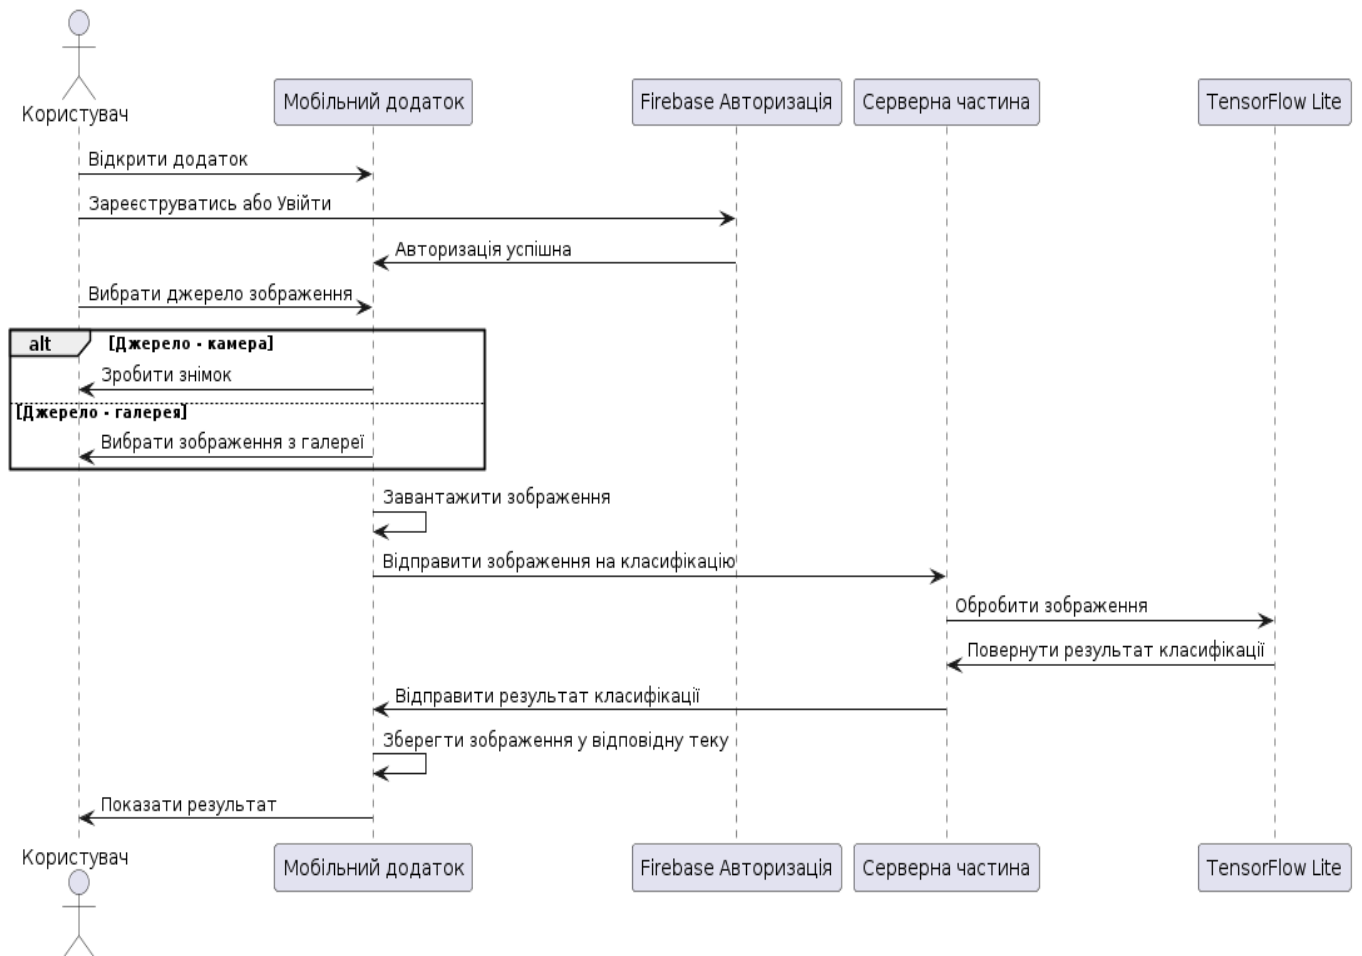 Користувач
Мобільний додаток
Firebase Авторизація
Серверна частина
TensorFlow Lite
Відкрити додаток
Зареєструватись або Увійти
Авторизація успішна
Вибрати джерело зображення
alt
[Джерело - камера]
Зробити знімок
[Джерело - галерея]
Вибрати зображення з галереї
Завантажити зображення
Відправити зображення на класифікацію
Обробити зображення
Повернути результат класифікації
Відправити результат класифікації
Зберегти зображення у відповідну теку
Показати результат
Користувач
Мобільний додаток
Firebase Авторизація
Серверна частина
TensorFlow Lite